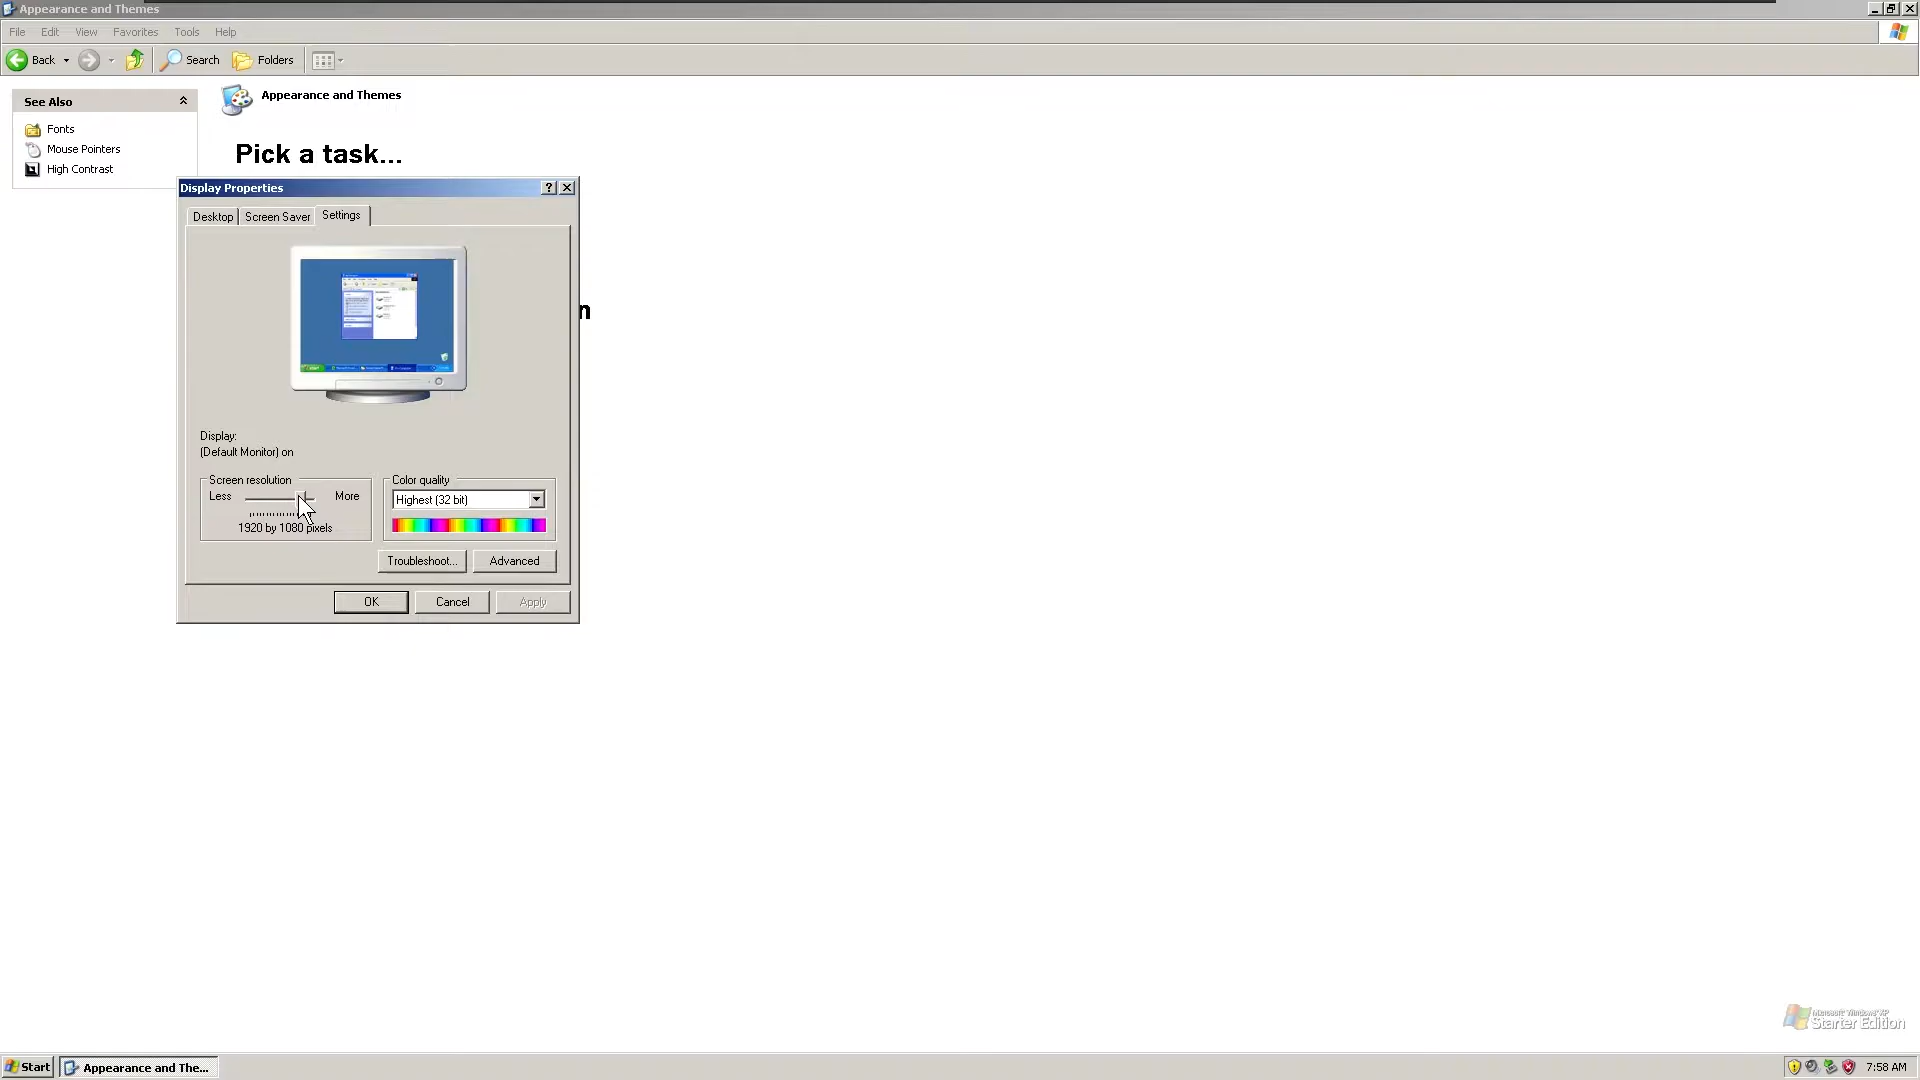 Appearance and Themes
File Edit View Favorites Tools Help
Back Search Folders
See Also
Fonts
Mouse Pointers
High Contrast
Appearance and Themes
Pick a task...
n
Display Properties
Desktop Screen Saver Settings
Display:
(Default Monitor) on
Screen resolution
Less More
1920 by 1080 pixels
Color quality
Highest (32 bit)
Troubleshoot... Advanced
OK Cancel Apply
Microsoft Windows XP
Starter Edition
Start Appearance and The... 7:58 AM